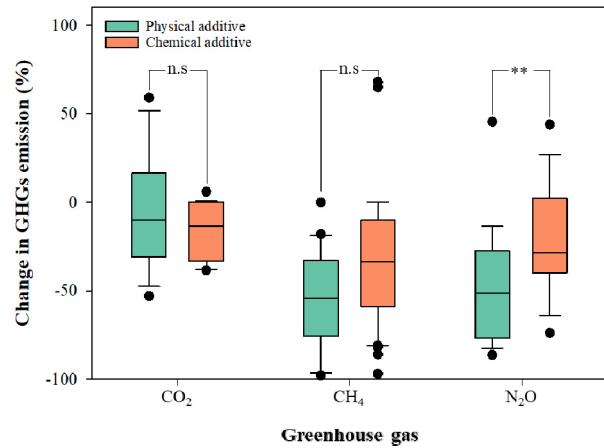 Change in GHGs emission (%)
100
50
0
-50
-100
Physical additive
Chemical additive
n.s
n.s
**
CO₂
CH₄
N₂O
Greenhouse gas